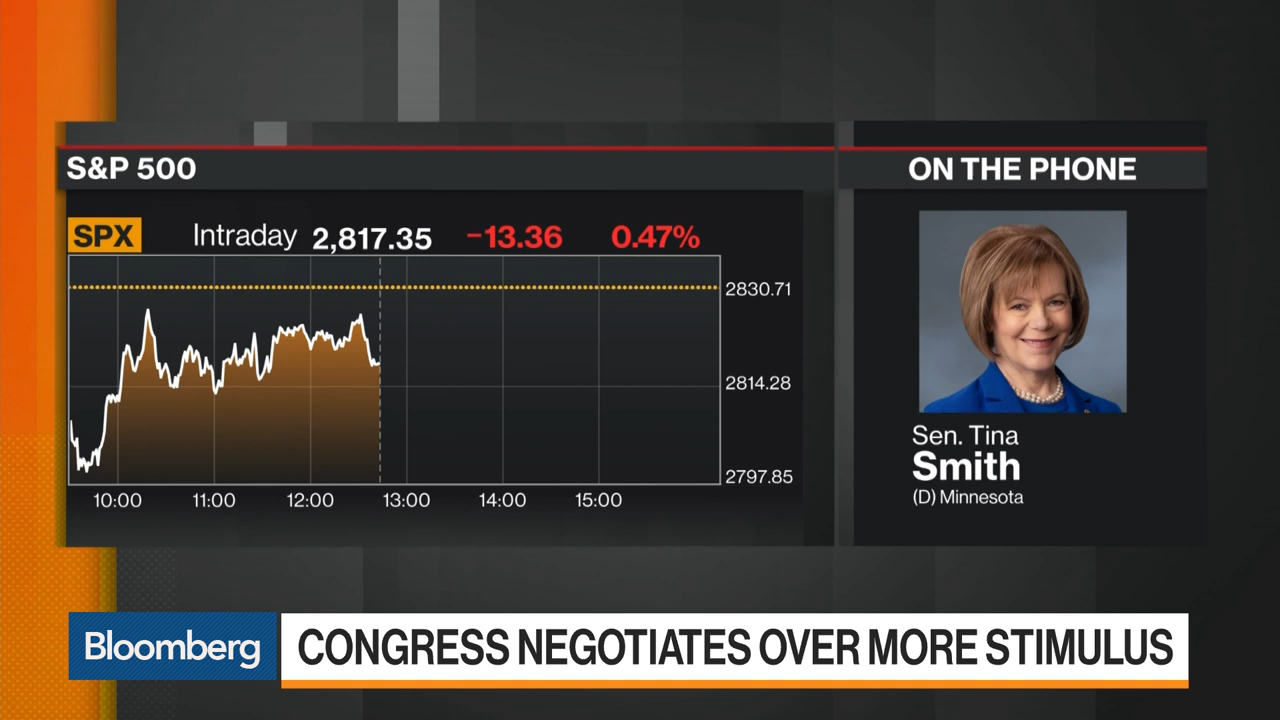 S&P 500
SPX Intraday 2,817.35 −13.36 0.47%
2830.71
2814.28
2797.85
10:00 11:00 12:00 13:00 14:00 15:00
ON THE PHONE
Sen. Tina
Smith
(D) Minnesota
Bloomberg
CONGRESS NEGOTIATES OVER MORE STIMULUS